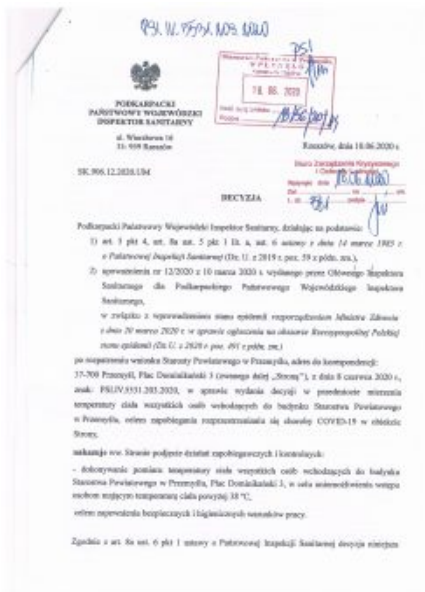 PODKARPACKI
PAŃSTWOWY WOJEWÓDZKI
INSPEKTOR SANITARNY
ul. Wierzbowa 16
35-959 Rzeszów
18. 06. 2020
Rzeszów, dnia 18.06.2020 r.
Biuro Zarządzania Kryzysowego
DECYZJA
Podkarpacki Państwowy Wojewódzki Inspektor Sanitarny, działając na podstawie:
1) art. 5 pkt 4, art. 8a ust. 5 pkt 1 lit. a, ust. 6 ustawy z dnia 14 marca 1985 r.
o Państwowej Inspekcji Sanitarnej (Dz. U. z 2019 r. poz. 59 z późn. zm.),
2) upoważnienia nr 12/2020 z 10 marca 2020 r. wydanego przez Głównego Inspektora
Sanitarnego dla Podkarpackiego Państwowego Wojewódzkiego Inspektora
Sanitarnego,
w związku z wprowadzeniem stanu epidemii rozporządzeniem Ministra Zdrowia
z dnia 20 marca 2020 r. w sprawie ogłoszenia na obszarze Rzeczypospolitej Polskiej
stanu epidemii (Dz. U. z 2020 r. poz. 491 z późn. zm.)
po rozpatrzeniu wniosku Starosty Powiatowego w Przemyślu, adres do korespondencji:
37-700 Przemyśl, Plac Dominikański 3 (zwanego dalej „Stroną"), z dnia 8 czerwca 2020 r.,
w sprawie wydania decyzji w przedmiocie mierzenia
temperatury ciała wszystkich osób wchodzących do budynku Starostwa Powiatowego
w Przemyślu, celem zapobiegania rozprzestrzenianiu się choroby COVID-19 w obiekcie
Strony,
nakazuje ww. Stronie podjęcie działań zapobiegawczych i kontrolnych:
- dokonywanie pomiaru temperatury ciała wszystkich osób wchodzących do budynku
Starostwa Powiatowego w Przemyślu, Plac Dominikański 3, w celu uniemożliwienia wstępu
osobom mającym temperaturę ciała powyżej 38 °C,
celem zapewnienia bezpiecznych i higienicznych warunków pracy.
Zgodnie z art. 8a ust. 6 pkt 1 ustawy o Państwowej Inspekcji Sanitarnej decyzja niniejsza